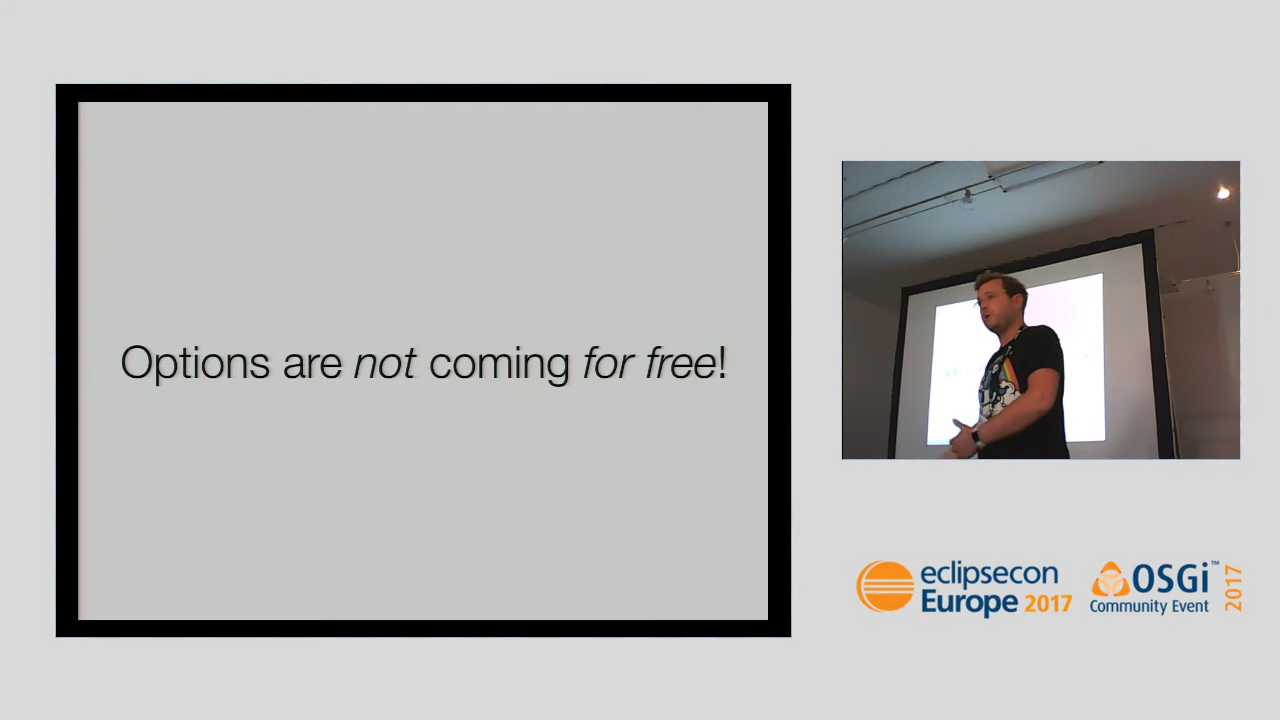 Options are not coming for free!
eclipsecon
Europe 2017
OSGi™
Community Event
2017